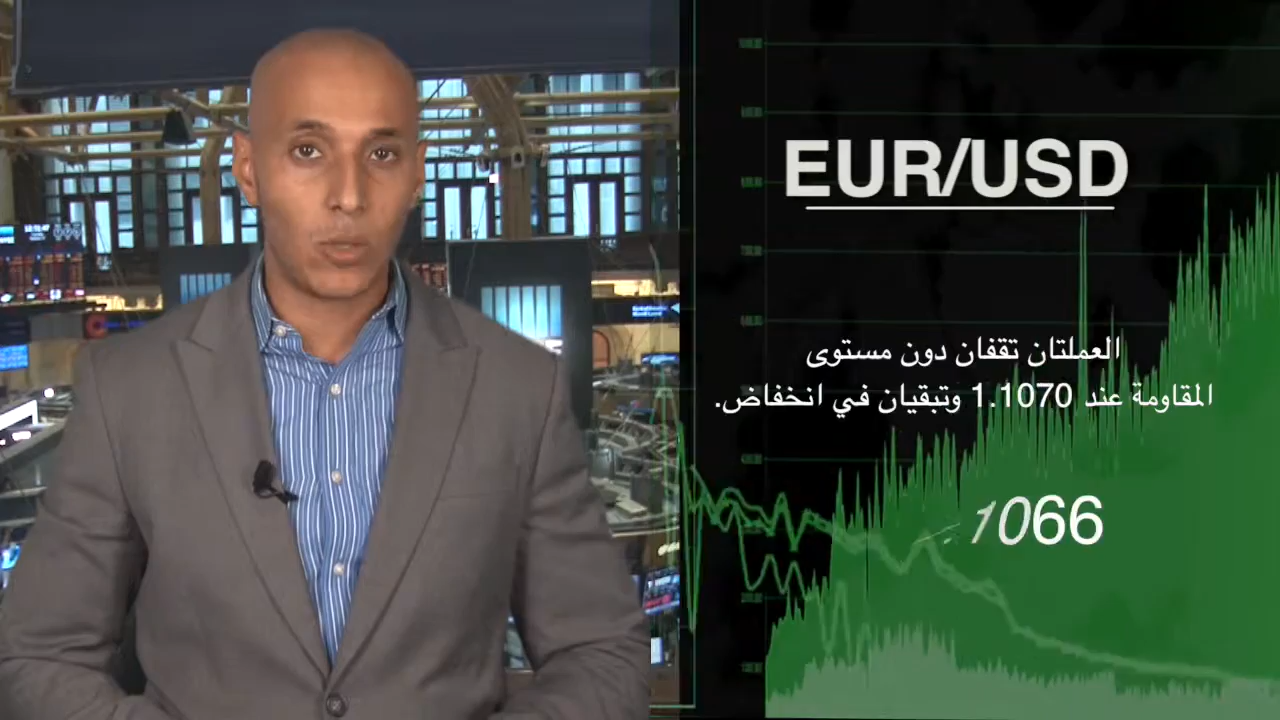 EUR/USD
العملتان تقفان دون مستوى
المقاومة عند 1.1070 وتبقيان في انخفاض.
1066